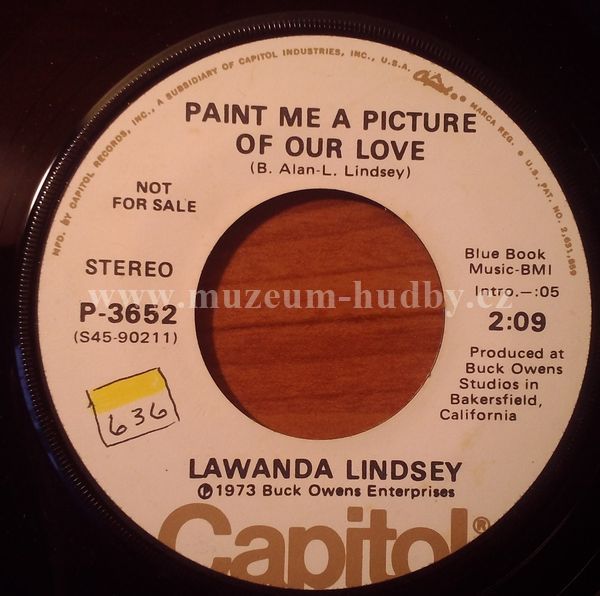 MFD. BY CAPITOL RECORDS, INC., A SUBSIDIARY OF CAPITOL INDUSTRIES, INC., U.S.A. Capitol® MARCA REG. • U.S. PAT. NO. 2,631,859
PAINT ME A PICTURE
OF OUR LOVE
(B. Alan-L. Lindsey)
NOT
FOR SALE
STEREO
P-3652
(S45-90211)
Blue Book
Music-BMI
Intro.—:05
2:09
Produced at
Buck Owens
Studios in
Bakersfield,
California
www.muzeum-hudby.cz
636
LAWANDA LINDSEY
Ⓟ1973 Buck Owens Enterprises
Capitol®